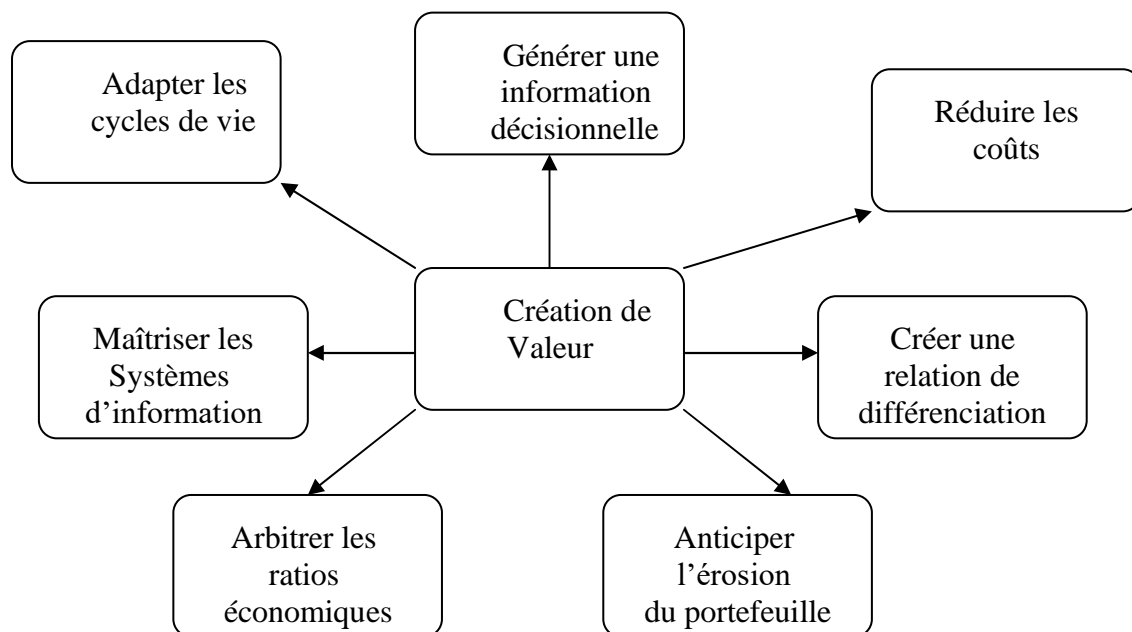 Adapter les
cycles de vie
Générer une
information
décisionnelle
Réduire les
coûts
Maîtriser les
Systèmes
d’information
Création de
Valeur
Créer une
relation de
différenciation
Arbitrer les
ratios
économiques
Anticiper
l’érosion
du portefeuille